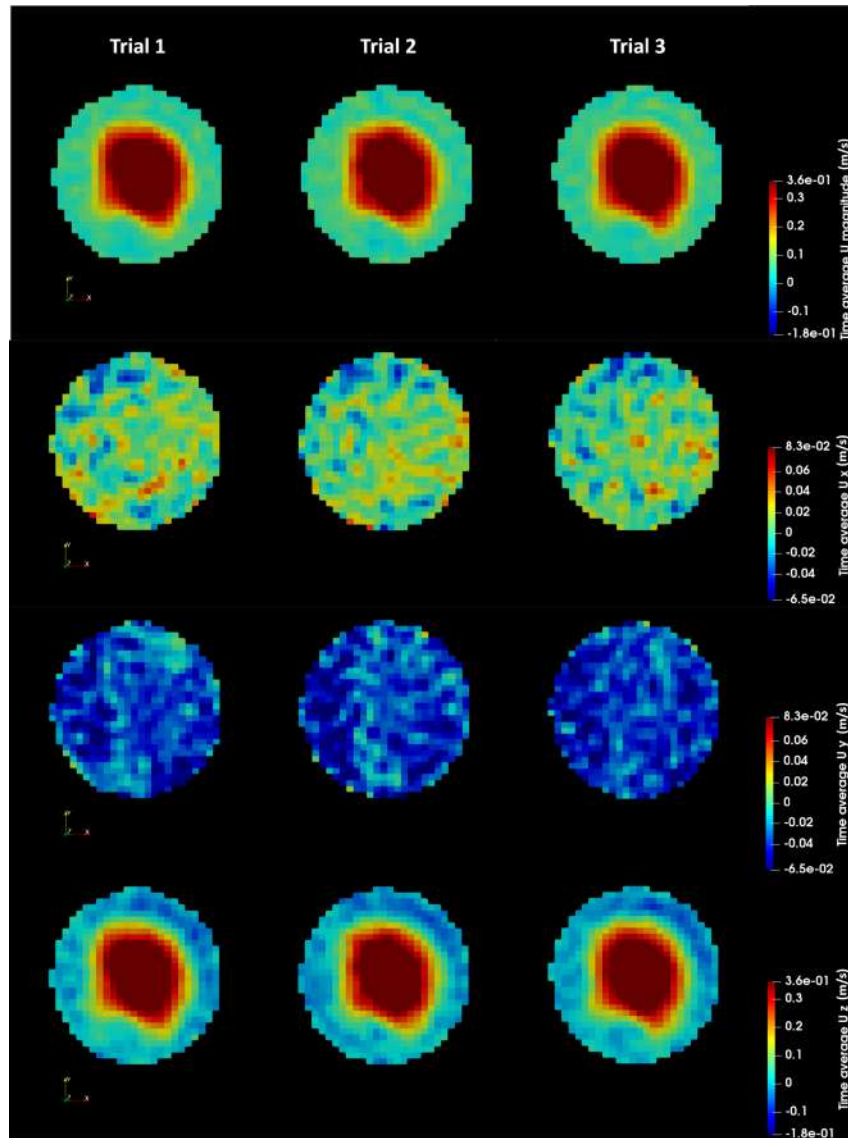 Trial 1 Trial 2 Trial 3
3.6e-01
0.3
0.2
0.1
0
-0.1
-1.8e-01
Time average U magnitude (m/s)
Y
Z
X
8.3e-02
0.06
0.04
0.02
0
-0.02
-0.04
-6.5e-02
Time average U x (m/s)
Y
Z
X
8.3e-02
0.06
0.04
0.02
0
-0.02
-0.04
-6.5e-02
Time average U y (m/s)
Y
Z
X
3.6e-01
0.3
0.2
0.1
0
-0.1
-1.8e-01
Time average U z (m/s)
Y
Z
X